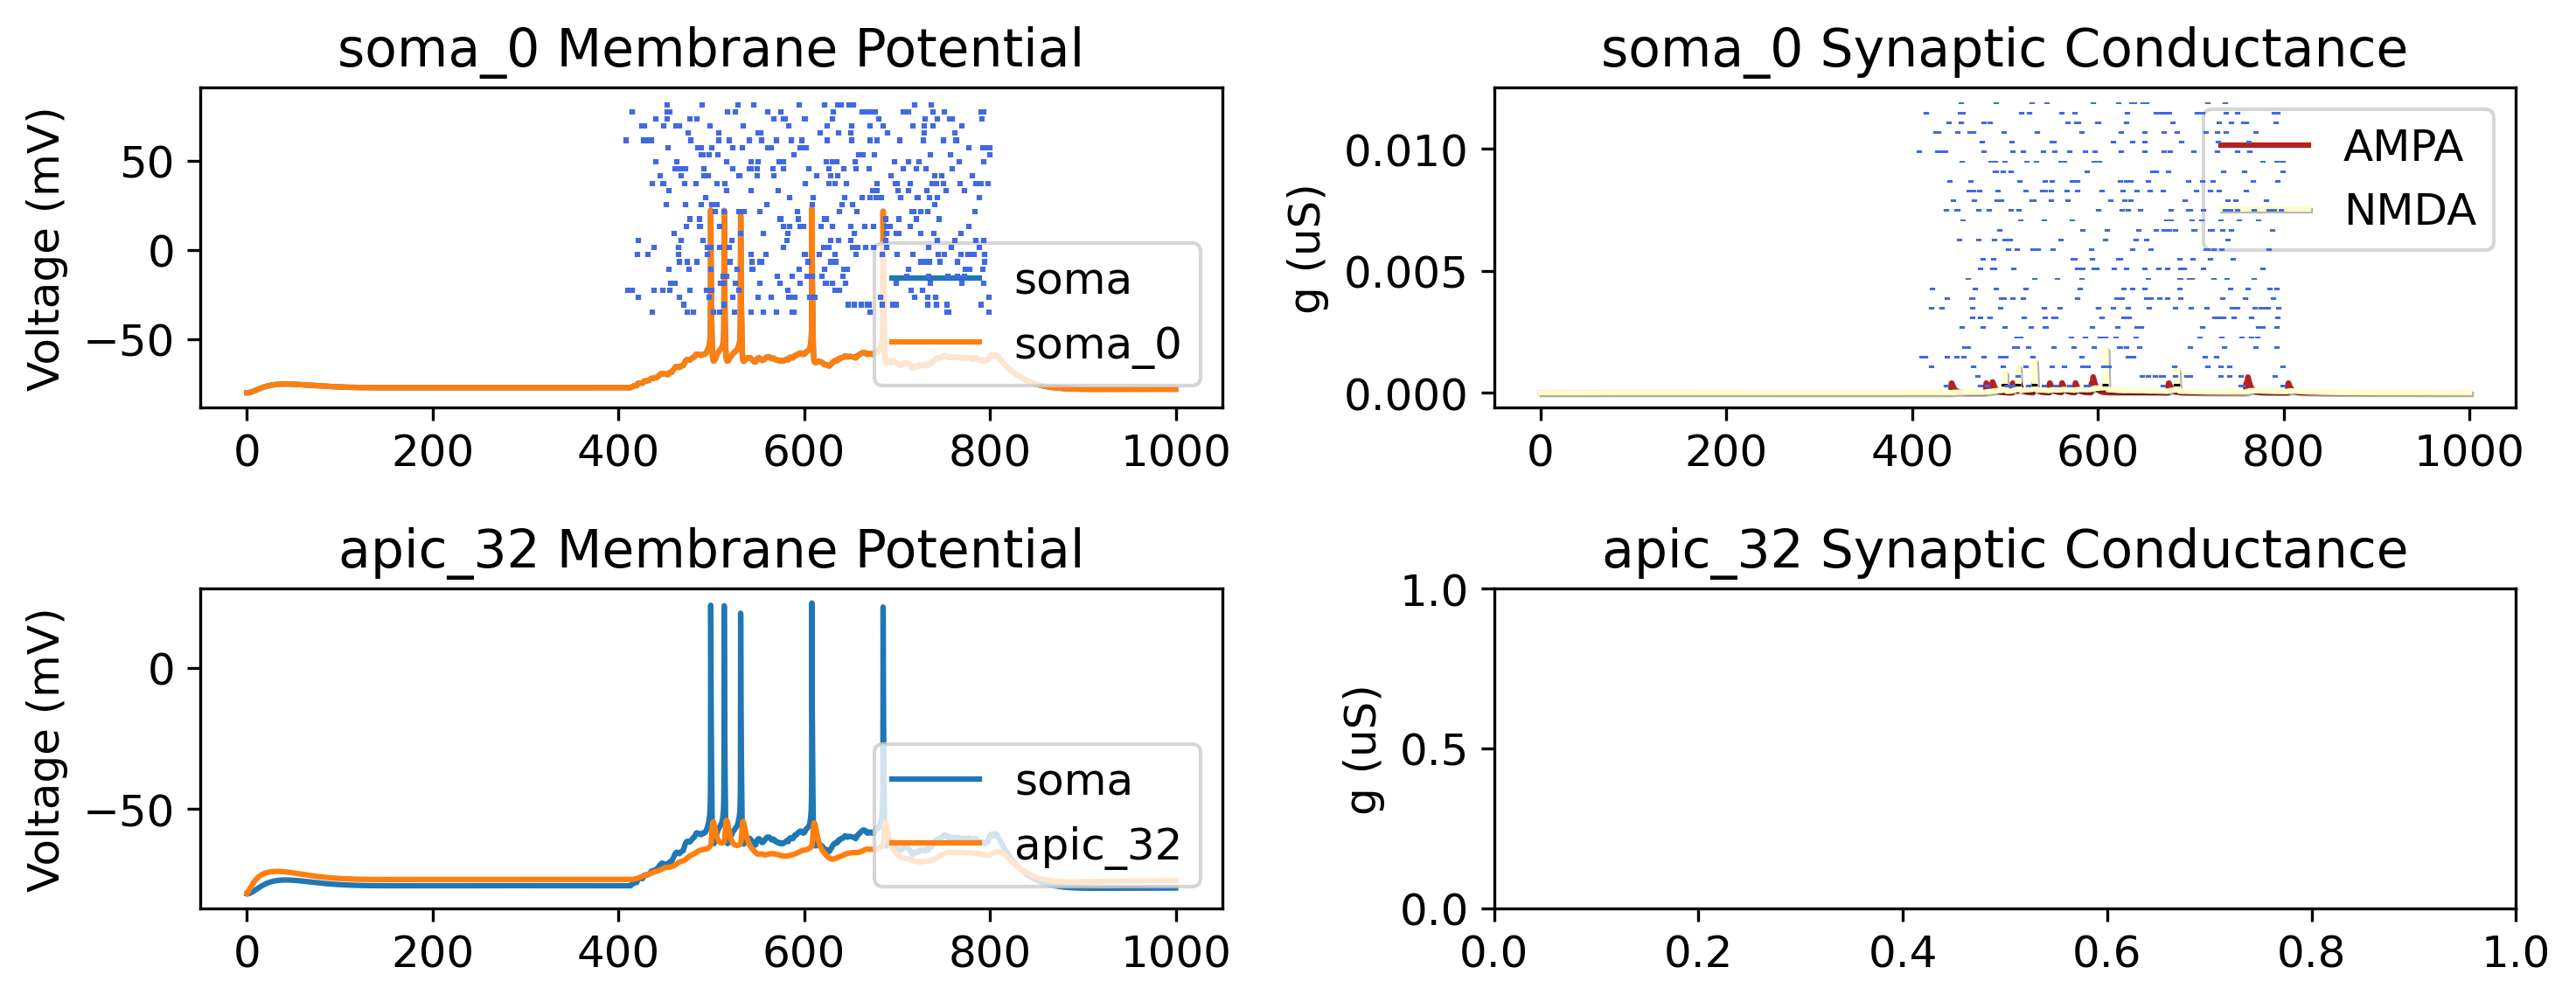 soma_0 Membrane Potential
Voltage (mV)
50
0
−50
0 200 400 600 800 1000
soma
soma_0
soma_0 Synaptic Conductance
g (uS)
0.010
0.005
0.000
0 200 400 600 800 1000
AMPA
NMDA
apic_32 Membrane Potential
Voltage (mV)
0
−50
0 200 400 600 800 1000
soma
apic_32
apic_32 Synaptic Conductance
g (uS)
1.0
0.5
0.0
0.0 0.2 0.4 0.6 0.8 1.0